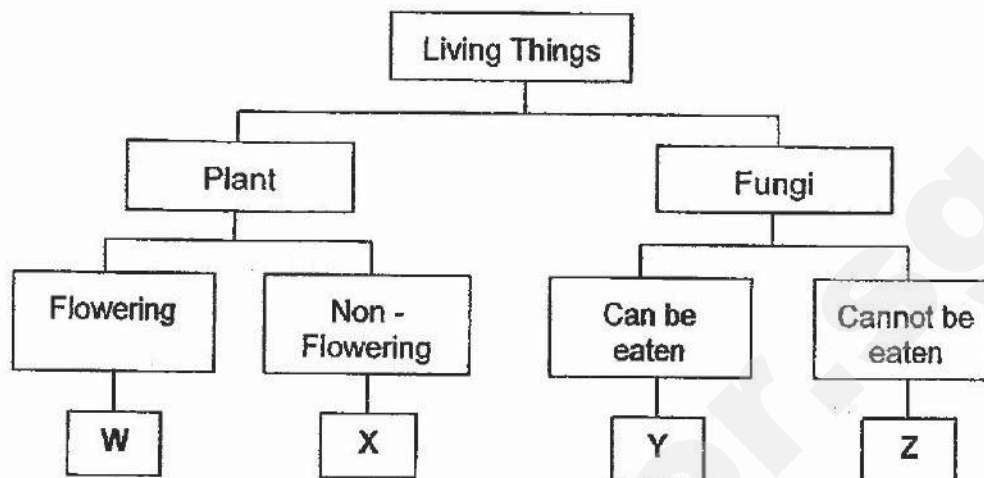 Living Things
Plant
Fungi
Flowering
Non -
Flowering
Can be
eaten
Cannot be
eaten
W
X
Y
Z